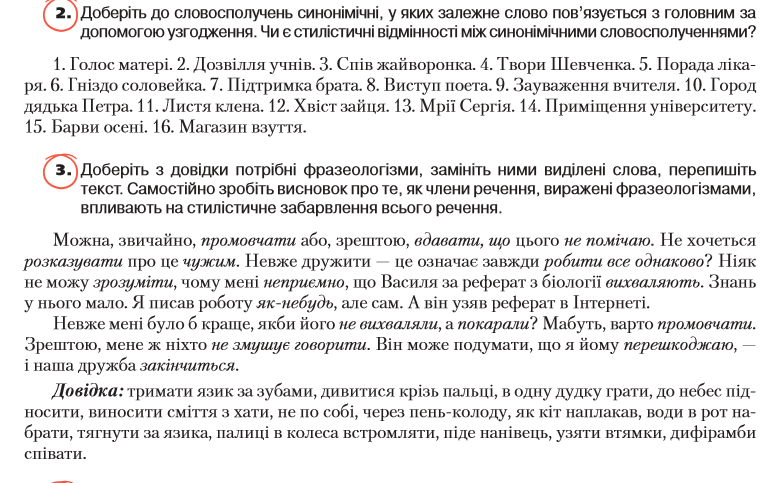 2. Доберіть до словосполучень синонімічні, у яких залежне слово пов’язується з головним за
допомогою узгодження. Чи є стилістичні відмінності між синонімічними словосполученнями?
1. Голос матері. 2. Дозвілля учнів. 3. Спів жайворонка. 4. Твори Шевченка. 5. Порада ліка-
ря. 6. Гніздо соловейка. 7. Підтримка брата. 8. Виступ поета. 9. Зауваження вчителя. 10. Город
дядька Петра. 11. Листя клена. 12. Хвіст зайця. 13. Мрії Сергія. 14. Приміщення університету.
15. Барви осені. 16. Магазин взуття.
3. Доберіть з довідки потрібні фразеологізми, замініть ними виділені слова, перепишіть
текст. Самостійно зробіть висновок про те, як члени речення, виражені фразеологізмами,
впливають на стилістичне забарвлення всього речення.
Можна, звичайно, промовчати або, зрештою, вдавати, що цього не помічаю. Не хочеться
розказувати про це чужим. Невже дружити — це означає завжди робити все однаково? Ніяк
не можу зрозуміти, чому мені неприємно, що Василя за реферат з біології вихваляють. Знань
у нього мало. Я писав роботу як-небудь, але сам. А він узяв реферат в Інтернеті.
Невже мені було б краще, якби його не вихваляли, а покарали? Мабуть, варто промовчати.
Зрештою, мене ж ніхто не змушує говорити. Він може подумати, що я йому перешкоджаю, —
і наша дружба закінчиться.
Довідка: тримати язик за зубами, дивитися крізь пальці, в одну дудку грати, до небес під-
носити, виносити сміття з хати, не по собі, через пень-колоду, як кіт наплакав, води в рот на-
брати, тягнути за язика, палиці в колеса встромляти, піде нанівець, узяти втямки, дифірамби
співати.